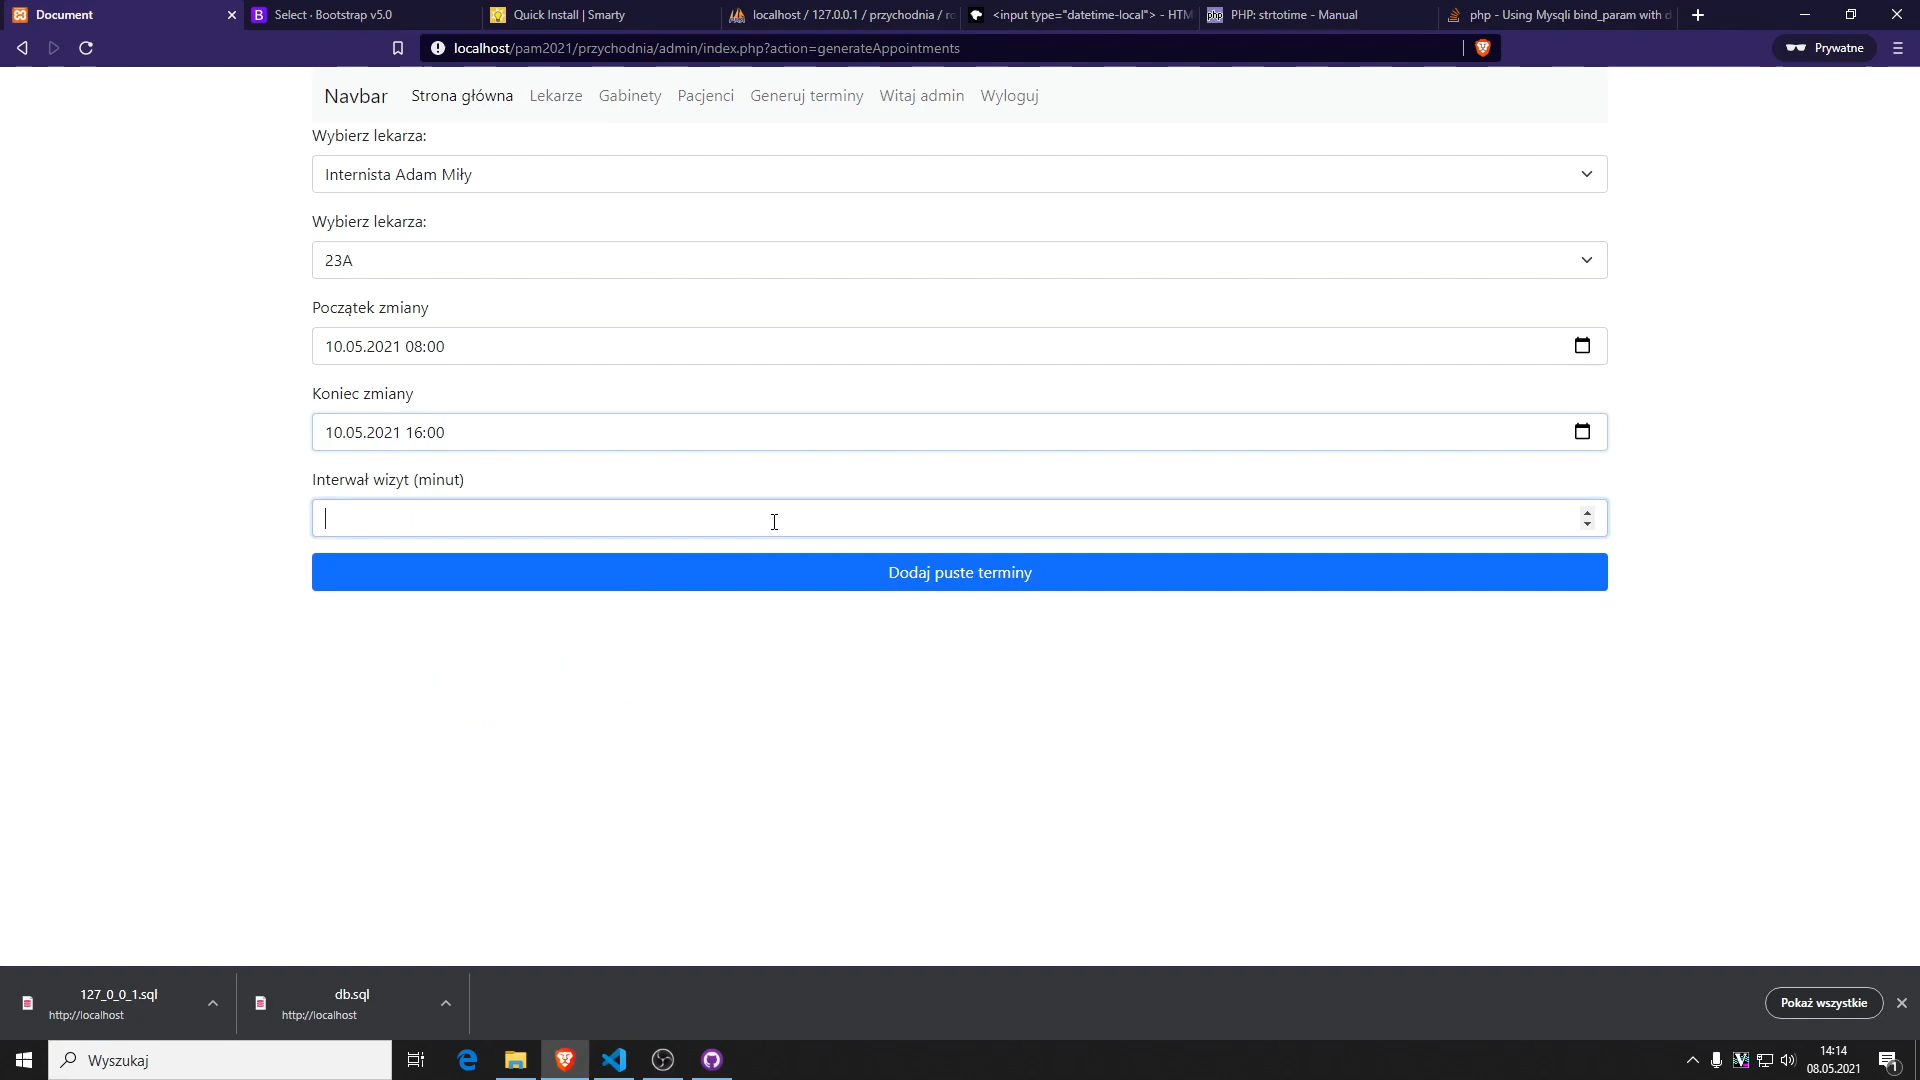 Document
Select · Bootstrap v5.0
Quick Install | Smarty
localhost / 127.0.0.1 / przychodnia / ro
<input type="datetime-local"> - HTM
PHP: strtotime - Manual
php - Using Mysqli bind_param with d
localhost/pam2021/przychodnia/admin/index.php?action=generateAppointments
Prywatne
Navbar Strona główna Lekarze Gabinety Pacjenci Generuj terminy Witaj admin Wyloguj
Wybierz lekarza:
Internista Adam Miły
Wybierz lekarza:
23A
Początek zmiany
10.05.2021 08:00
Koniec zmiany
10.05.2021 16:00
Interwał wizyt (minut)
Dodaj puste terminy
127_0_0_1.sql
http://localhost
db.sql
http://localhost
Pokaż wszystkie
Wyszukaj
14:14
08.05.2021
1